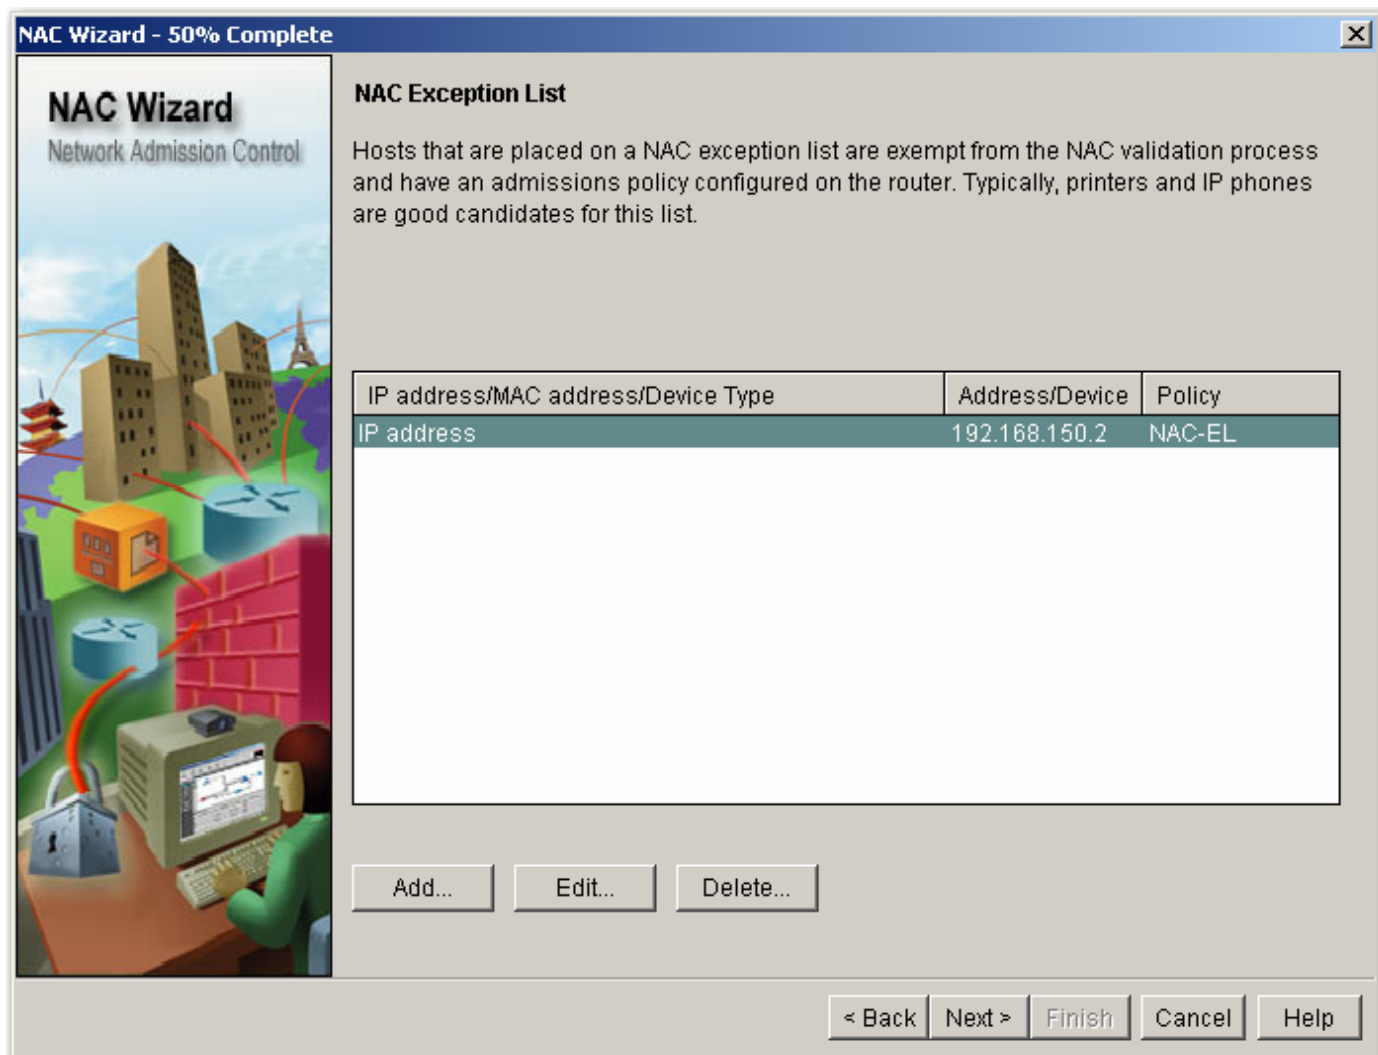 NAC Wizard - 50% Complete
NAC Wizard
Network Admission Control
NAC Exception List
Hosts that are placed on a NAC exception list are exempt from the NAC validation process
and have an admissions policy configured on the router. Typically, printers and IP phones
are good candidates for this list.
IP address/MAC address/Device Type Address/Device Policy
IP address 192.168.150.2 NAC-EL
Add... Edit... Delete...
< Back Next > Finish Cancel Help